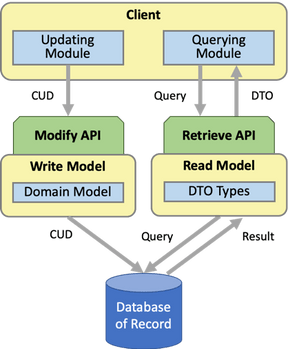 Client
Updating
Module
Querying
Module
CUD
Query
DTO
Modify API
Retrieve API
Write Model
Read Model
Domain Model
DTO Types
CUD
Query
Result
Database
of Record